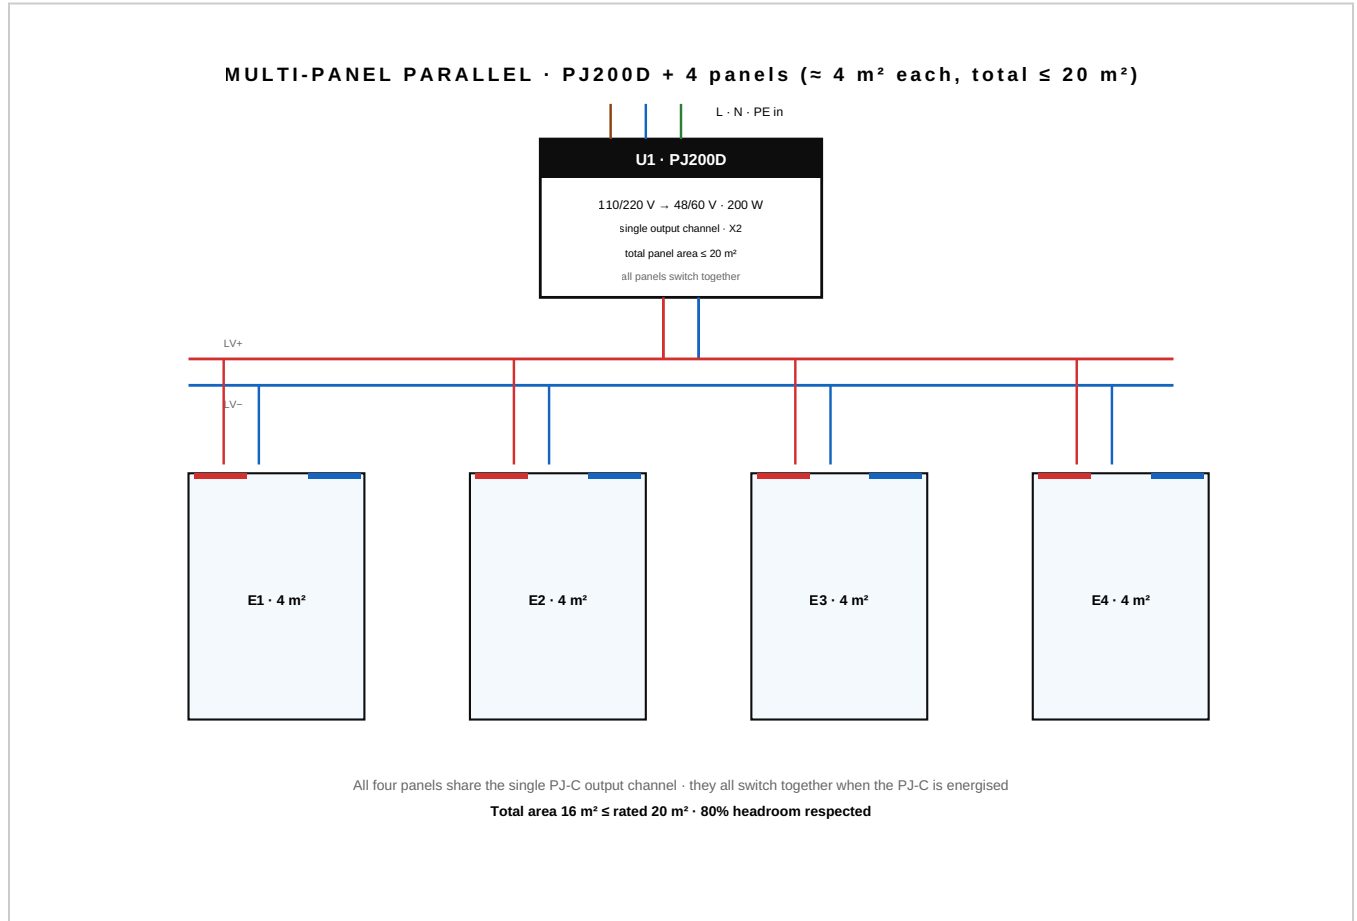 MULTI-PANEL PARALLEL · PJ200D + 4 panels (≈ 4 m² each, total ≤ 20 m²)
L · N · PE in
U1 · PJ200D
110/220 V → 48/60 V · 200 W
single output channel · X2
total panel area ≤ 20 m²
all panels switch together
LV+
LV−
E1 · 4 m²
E2 · 4 m²
E3 · 4 m²
E4 · 4 m²
All four panels share the single PJ-C output channel · they all switch together when the PJ-C is energised
Total area 16 m² ≤ rated 20 m² · 80% headroom respected